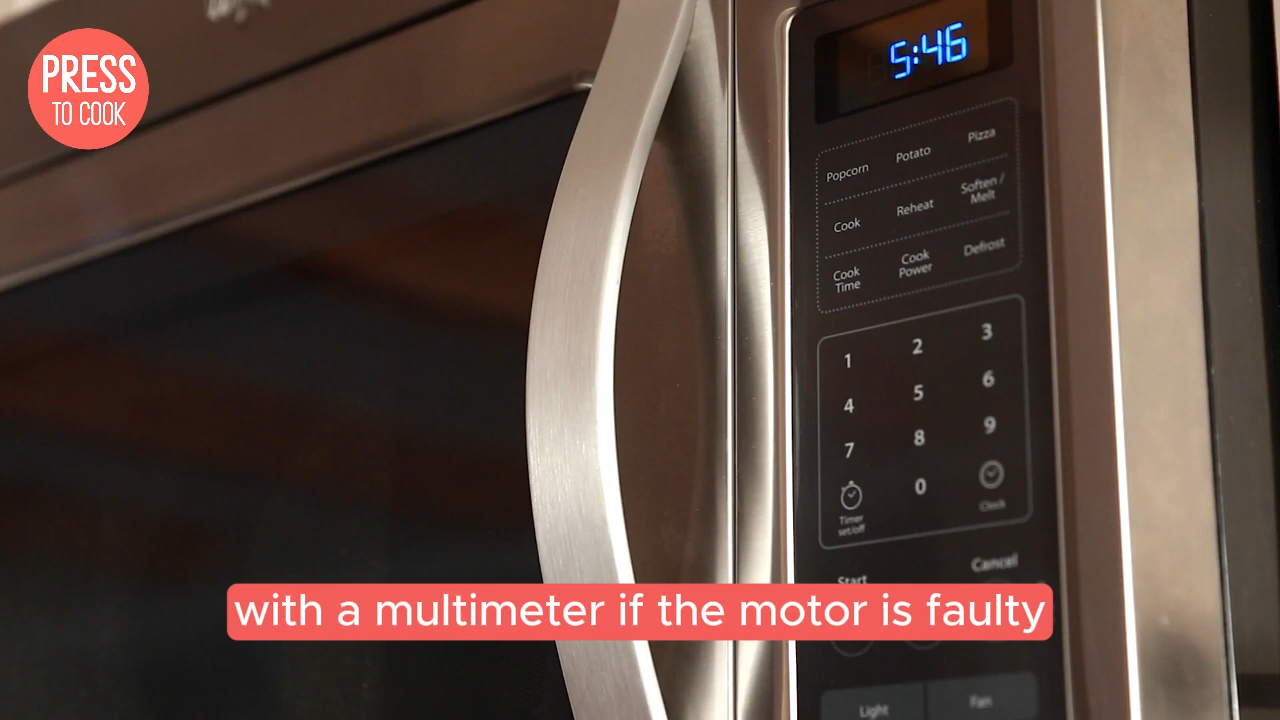 PRESS
TO COOK
5:46
Popcorn Potato Pizza
Cook Reheat Soften / Melt
Cook Time Cook Power Defrost
1 2 3
4 5 6
7 8 9
0
Timer set/off Clock
Start Cancel
with a multimeter if the motor is faulty
Light Fan